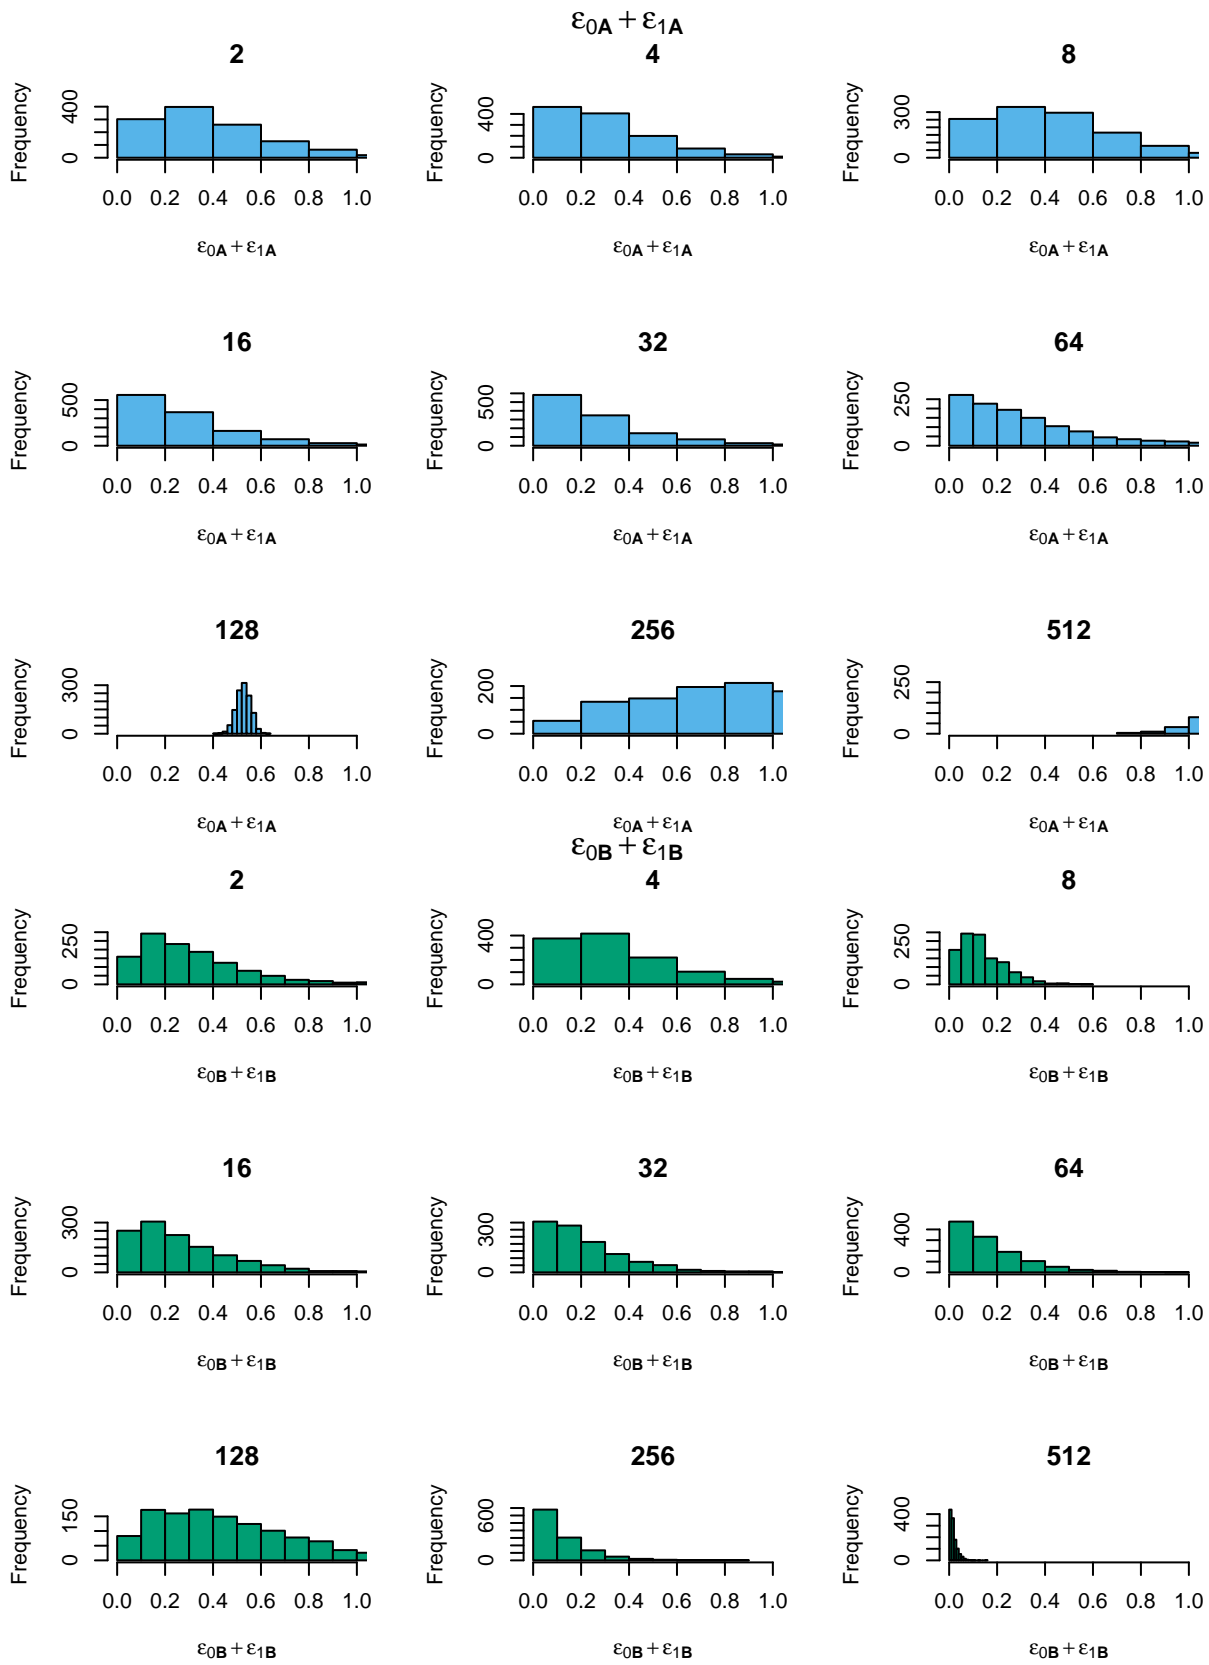 ε0A + ε1A
2 4 8
Frequency 0 400 Frequency 0 400 Frequency 0 300
0.0 0.2 0.4 0.6 0.8 1.0 0.0 0.2 0.4 0.6 0.8 1.0 0.0 0.2 0.4 0.6 0.8 1.0
ε0A + ε1A ε0A + ε1A ε0A + ε1A
16 32 64
Frequency 0 500 Frequency 0 500 Frequency 0 250
0.0 0.2 0.4 0.6 0.8 1.0 0.0 0.2 0.4 0.6 0.8 1.0 0.0 0.2 0.4 0.6 0.8 1.0
ε0A + ε1A ε0A + ε1A ε0A + ε1A
128 256 512
Frequency 0 300 Frequency 0 200 Frequency 0 250
0.0 0.2 0.4 0.6 0.8 1.0 0.0 0.2 0.4 0.6 0.8 1.0 0.0 0.2 0.4 0.6 0.8 1.0
ε0A + ε1A ε0A + ε1A ε0A + ε1A
ε0B + ε1B
2 4 8
Frequency 0 250 Frequency 0 400 Frequency 0 250
0.0 0.2 0.4 0.6 0.8 1.0 0.0 0.2 0.4 0.6 0.8 1.0 0.0 0.2 0.4 0.6 0.8 1.0
ε0B + ε1B ε0B + ε1B ε0B + ε1B
16 32 64
Frequency 0 300 Frequency 0 300 Frequency 0 400
0.0 0.2 0.4 0.6 0.8 1.0 0.0 0.2 0.4 0.6 0.8 1.0 0.0 0.2 0.4 0.6 0.8 1.0
ε0B + ε1B ε0B + ε1B ε0B + ε1B
128 256 512
Frequency 0 150 Frequency 0 600 Frequency 0 400
0.0 0.2 0.4 0.6 0.8 1.0 0.0 0.2 0.4 0.6 0.8 1.0 0.0 0.2 0.4 0.6 0.8 1.0
ε0B + ε1B ε0B + ε1B ε0B + ε1B